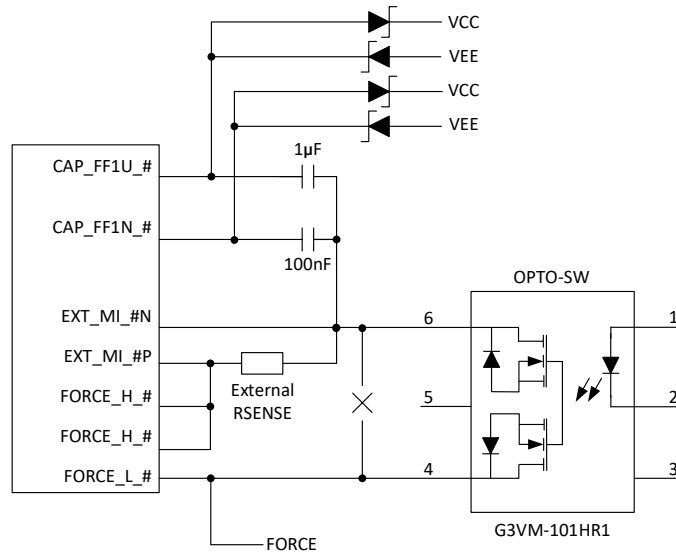 VCC
VEE
VCC
VEE
1µF
CAP_FF1U_#
CAP_FF1N_#
100nF
OPTO-SW
EXT_MI_#N
6
1
EXT_MI_#P
External
RSENSE
FORCE_H_#
5
2
FORCE_H_#
FORCE_L_#
4
3
G3VM-101HR1
FORCE